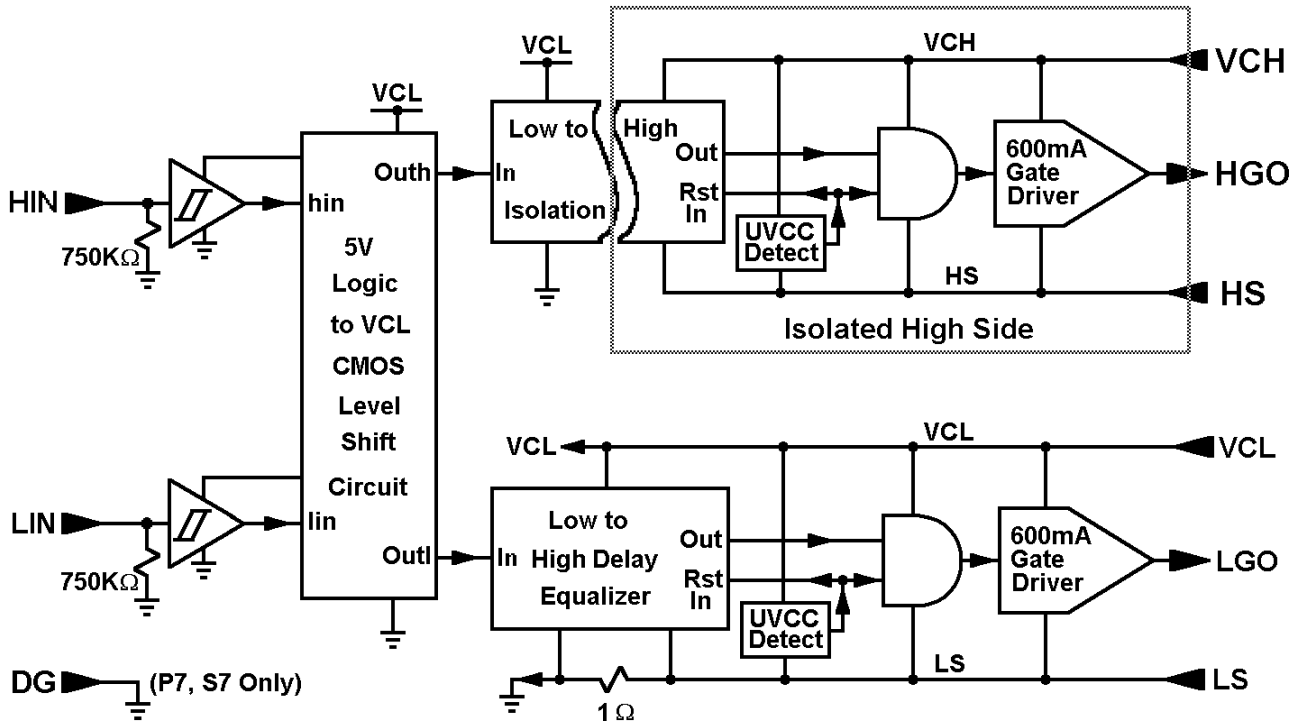 VCL
VCH
VCH
VCL
Low to
High
Out
600mA
Gate
Driver
HGO
Outh
In
Isolation
Rst
In
HIN
hin
750KΩ
UVCC
Detect
5V
Logic
to VCL
CMOS
Level
Shift
Circuit
HS
HS
Isolated High Side
VCL
VCL
VCL
LIN
lin
750KΩ
Outl
In
Low to
High Delay
Equalizer
Out
Rst
In
UVCC
Detect
600mA
Gate
Driver
LGO
LS
LS
DG
(P7, S7 Only)
1Ω